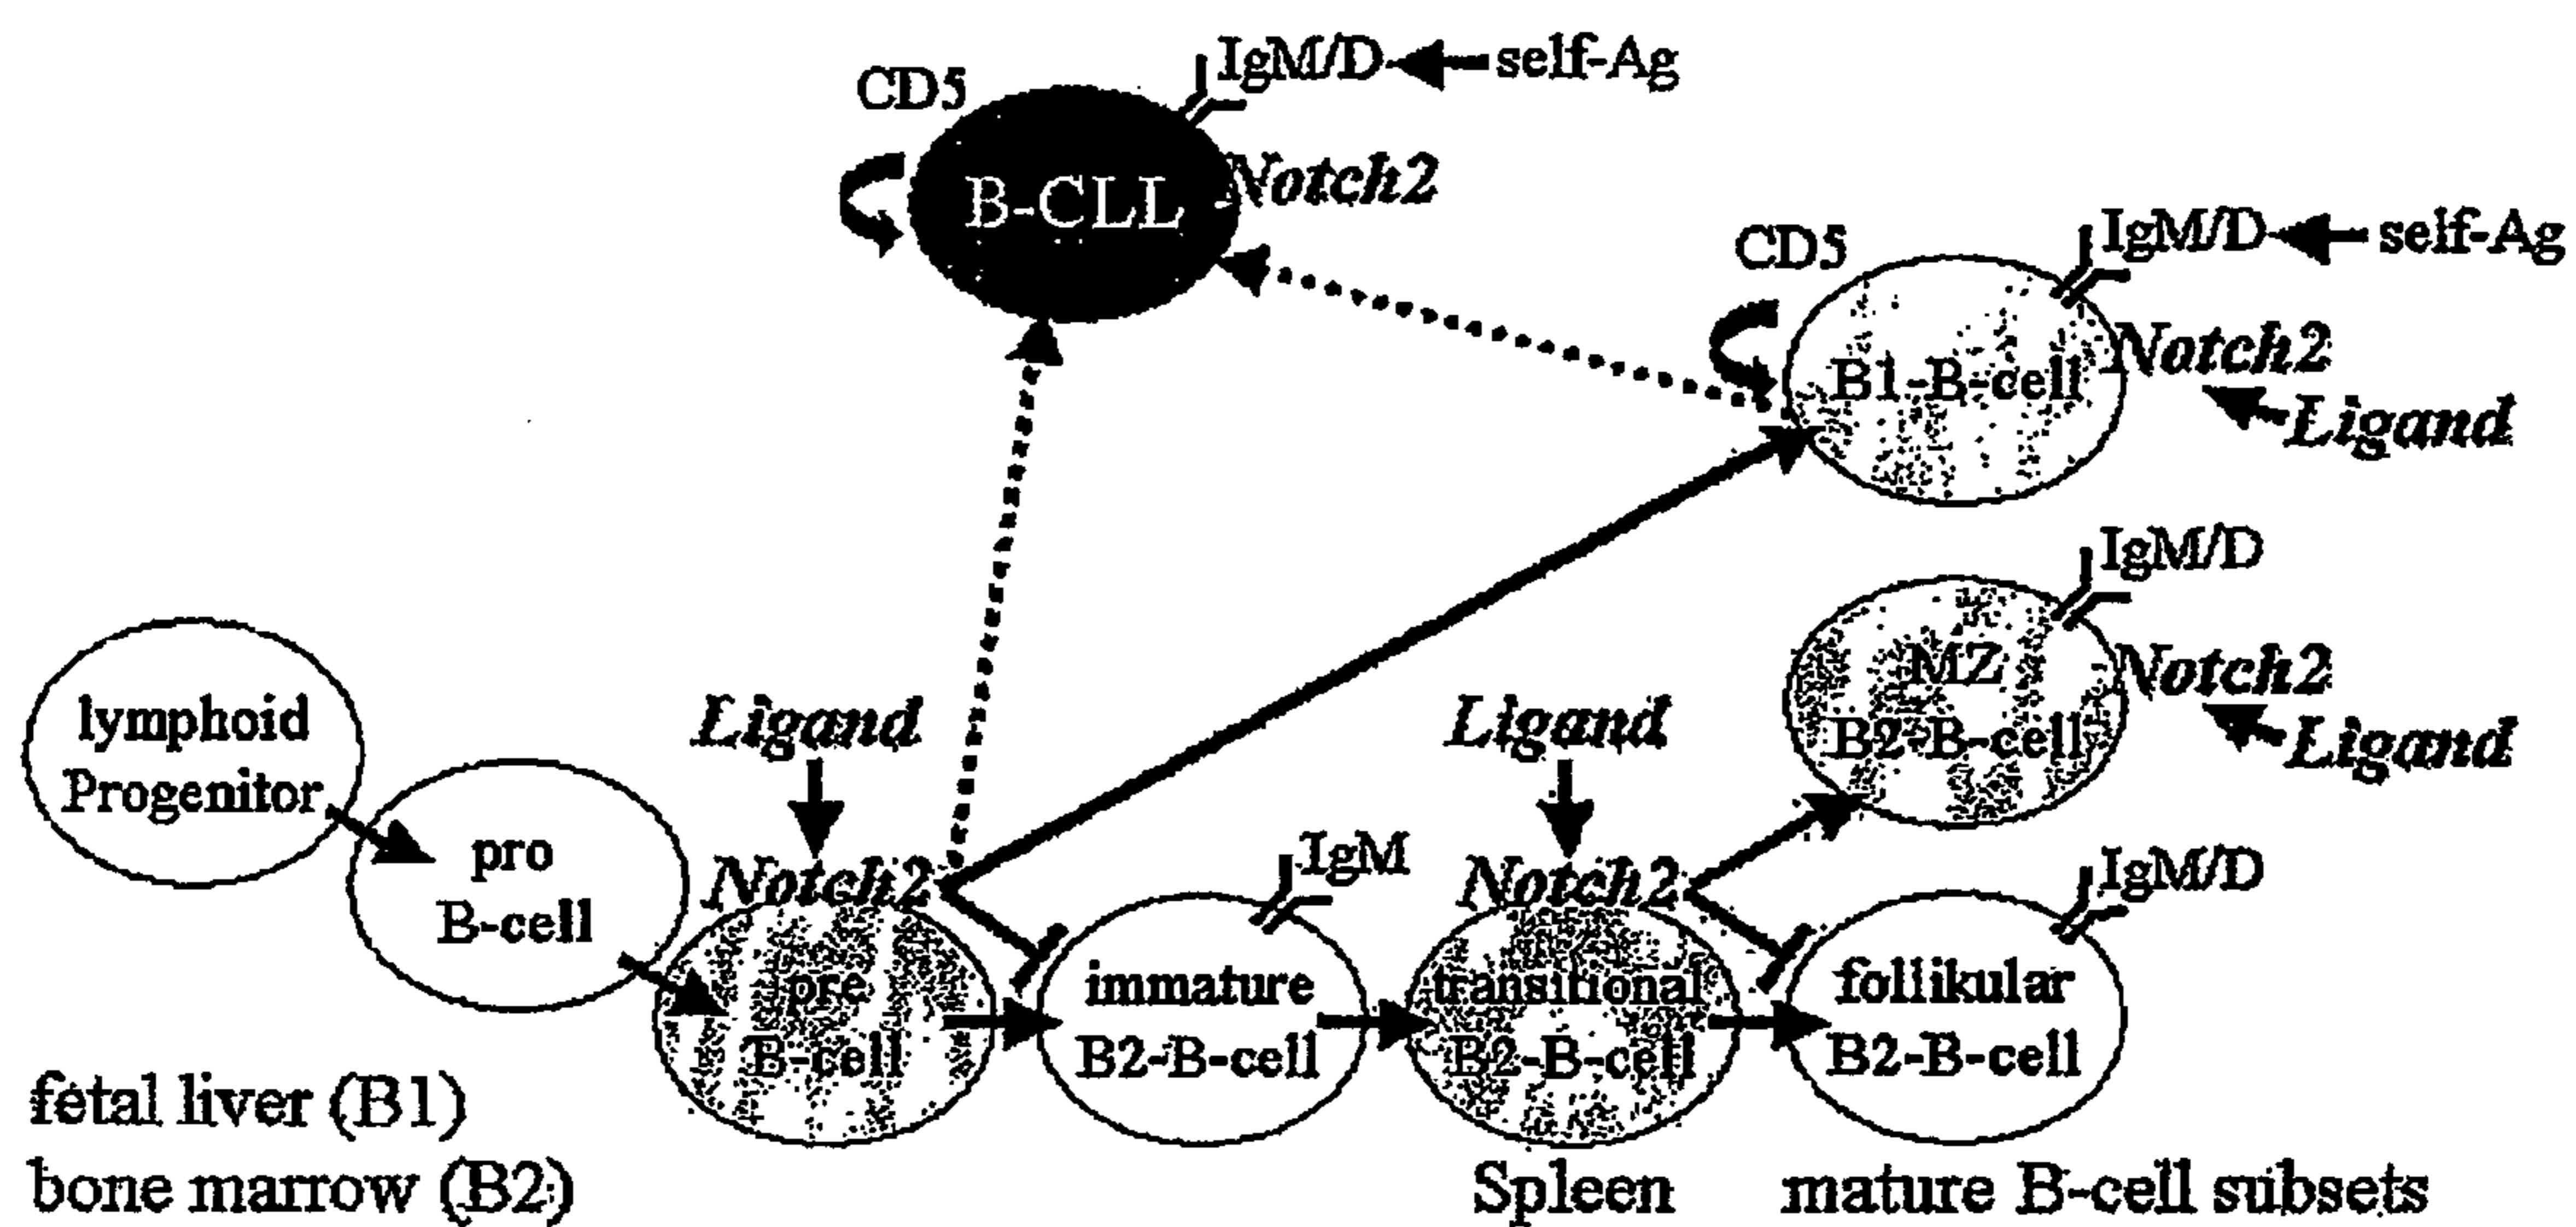 CD5
IgM/D
self-Ag
B-CLL
Notch2
CD5
IgM/D
self-Ag
B1-B-cell
Notch2
Ligand
IgM/D
MZ
B2-B-cell
Notch2
Ligand
lymphoid
Progenitor
pro
B-cell
Ligand
Notch2
pre
B-cell
IgM
immature
B2-B-cell
Ligand
Notch2
transitional
B2-B-cell
IgM/D
follikular
B2-B-cell
fetal liver (B1)
bone marrow (B2)
Spleen
mature B-cell subsets